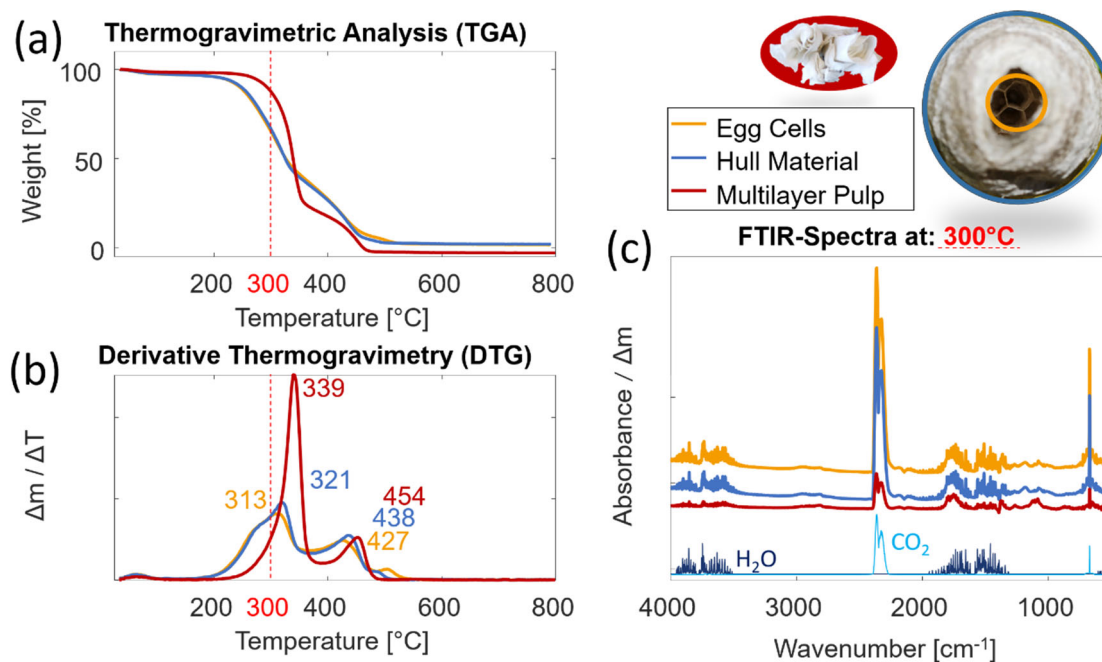 (a)
Thermogravimetric Analysis (TGA)
100
50
0
Weight [%]
200 300 400 600 800
Temperature [°C]
Egg Cells
Hull Material
Multilayer Pulp
(b)
Derivative Thermogravimetry (DTG)
339
321
313
454
438
427
Δm / ΔT
200 300 400 600 800
Temperature [°C]
(c)
FTIR-Spectra at: 300°C
Absorbance / Δm
CO₂
H₂O
4000 3000 2000 1000
Wavenumber [cm⁻¹]